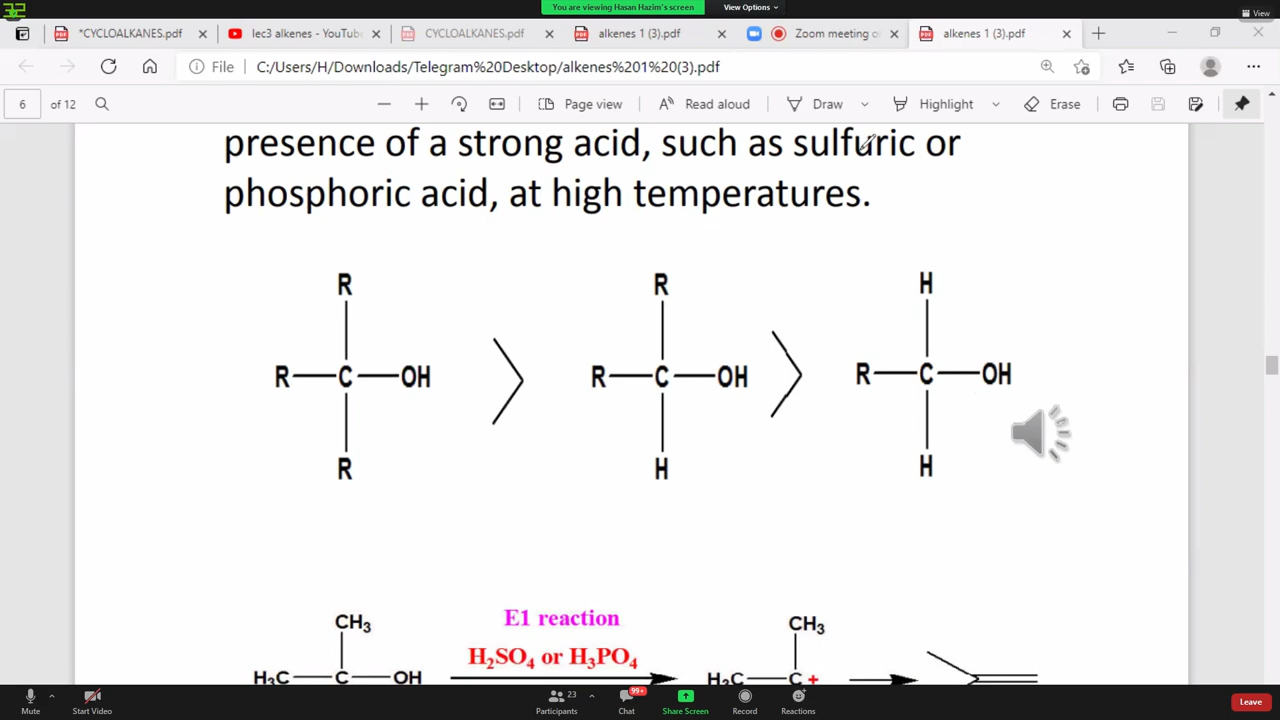 You are viewing Hasan Hazim's screen
View Options
View
*CYCLOALKANES.pdf
lec3 alkenes - YouTube
CYCLOALKANES.pdf
alkenes 1 (3).pdf
Zoom meeting o
alkenes 1 (3).pdf
File
C:/Users/H/Downloads/Telegram%20Desktop/alkenes%201%20(3).pdf
6 of 12
Page view
Read aloud
Draw
Highlight
Erase
presence of a strong acid, such as sulfuric or
phosphoric acid, at high temperatures.
R R H
R C OH R C OH R C OH
R H H
CH3 E1 reaction CH3
H2SO4 or H3PO4
H3C C OH H3C C +
Mute
Start Video
23
Participants
99+
Chat
Share Screen
Record
Reactions
Leave